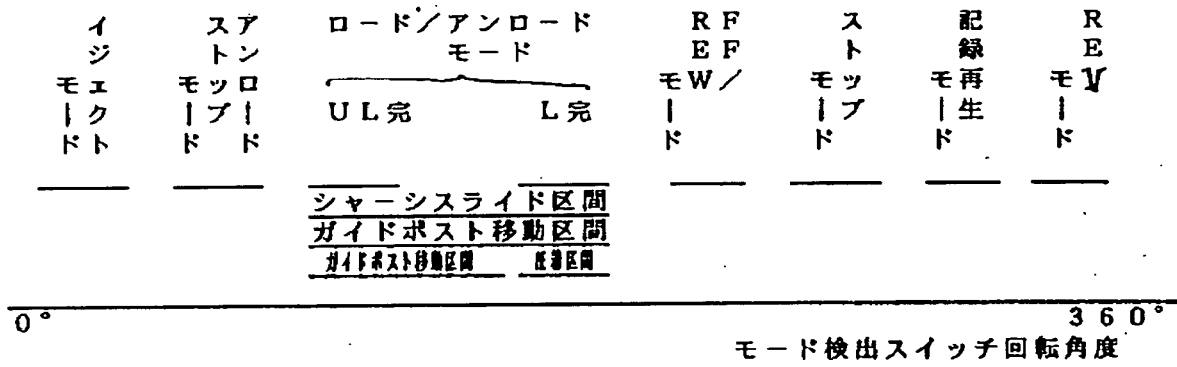 イジェクトモード
アンロードストップモード
ロード/アンロードモード
UL完
L完
FF/REWモード
ストップモード
記録再生モード
REVモード
シャーシスライド区間
ガイドポスト移動区間
ガイドポスト移動区間
圧着区間
0°
360°
モード検出スイッチ回転角度